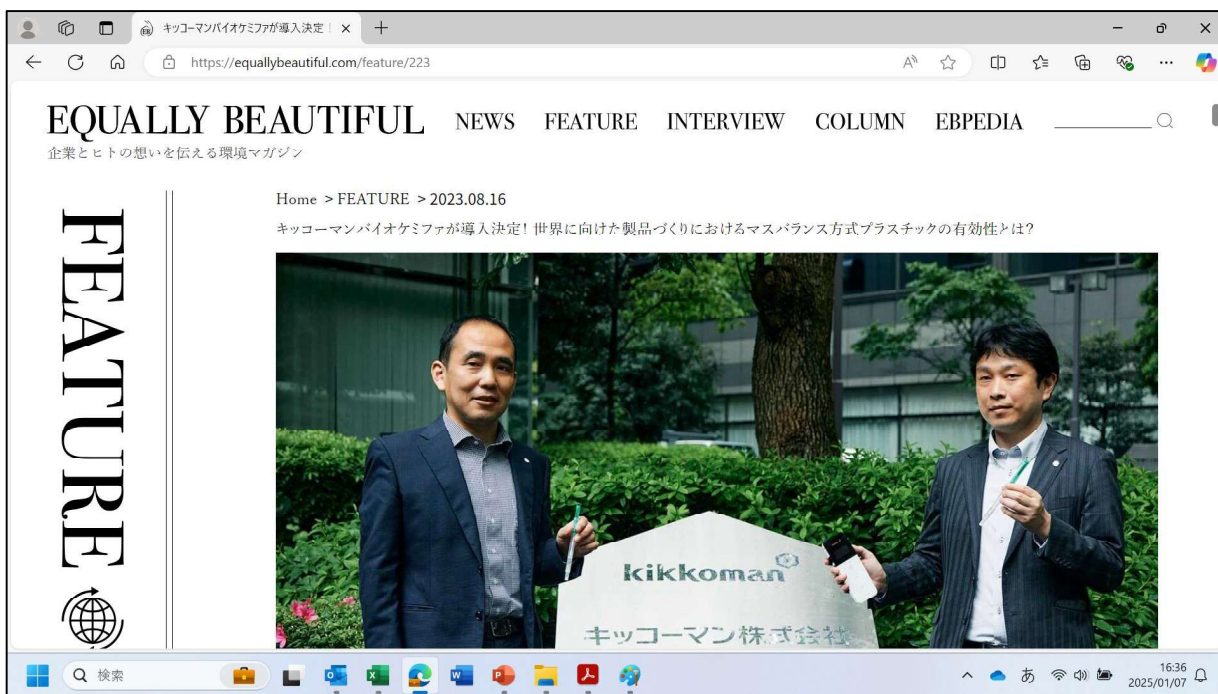 キッコーマンバイオケミファが導入決定!
https://equallybeautiful.com/feature/223
EQUALLY BEAUTIFUL NEWS FEATURE INTERVIEW COLUMN EBPEDIA
企業とヒトの想いを伝える環境マガジン
FEATURE
Home > FEATURE > 2023.08.16
キッコーマンバイオケミファが導入決定! 世界に向けた製品づくりにおけるマスバランス方式プラスチックの有効性とは?
kikkoman
キッコーマン株式会社
検索
あ
16:36
2025/01/07